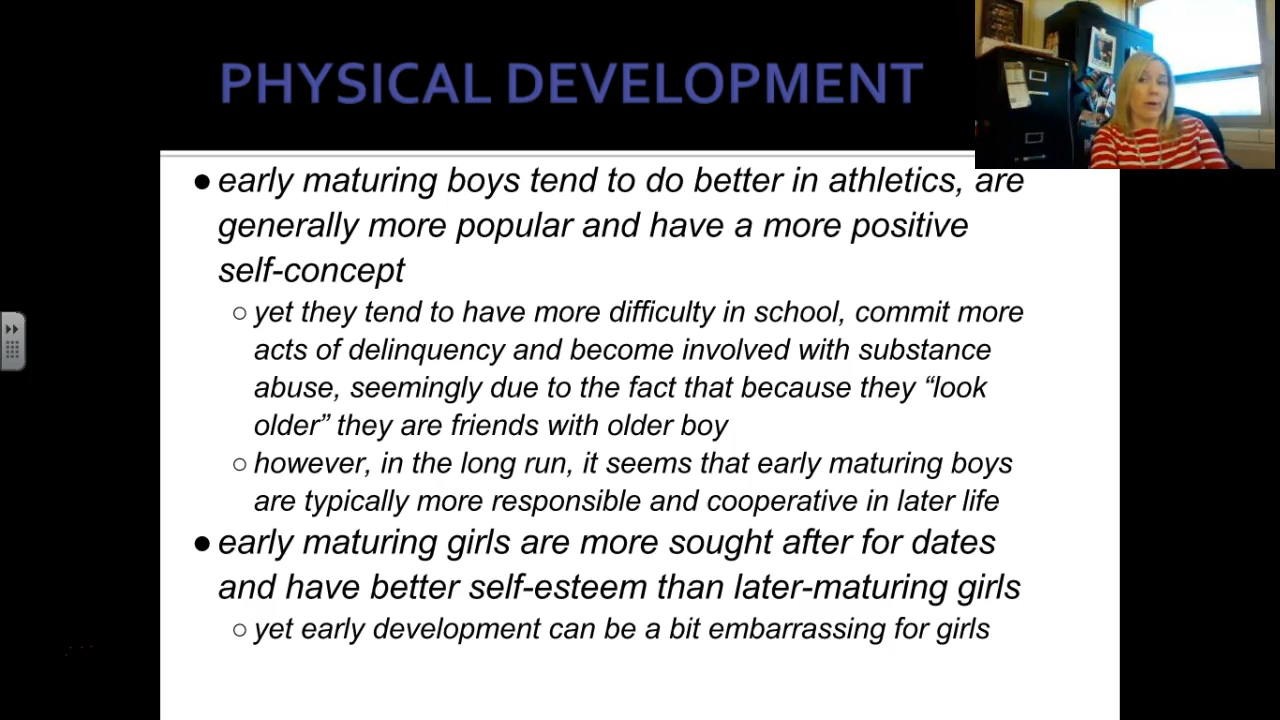 PHYSICAL DEVELOPMENT
● early maturing boys tend to do better in athletics, are
generally more popular and have a more positive
self-concept
○ yet they tend to have more difficulty in school, commit more
acts of delinquency and become involved with substance
abuse, seemingly due to the fact that because they “look
older” they are friends with older boy
○ however, in the long run, it seems that early maturing boys
are typically more responsible and cooperative in later life
● early maturing girls are more sought after for dates
and have better self-esteem than later-maturing girls
○ yet early development can be a bit embarrassing for girls